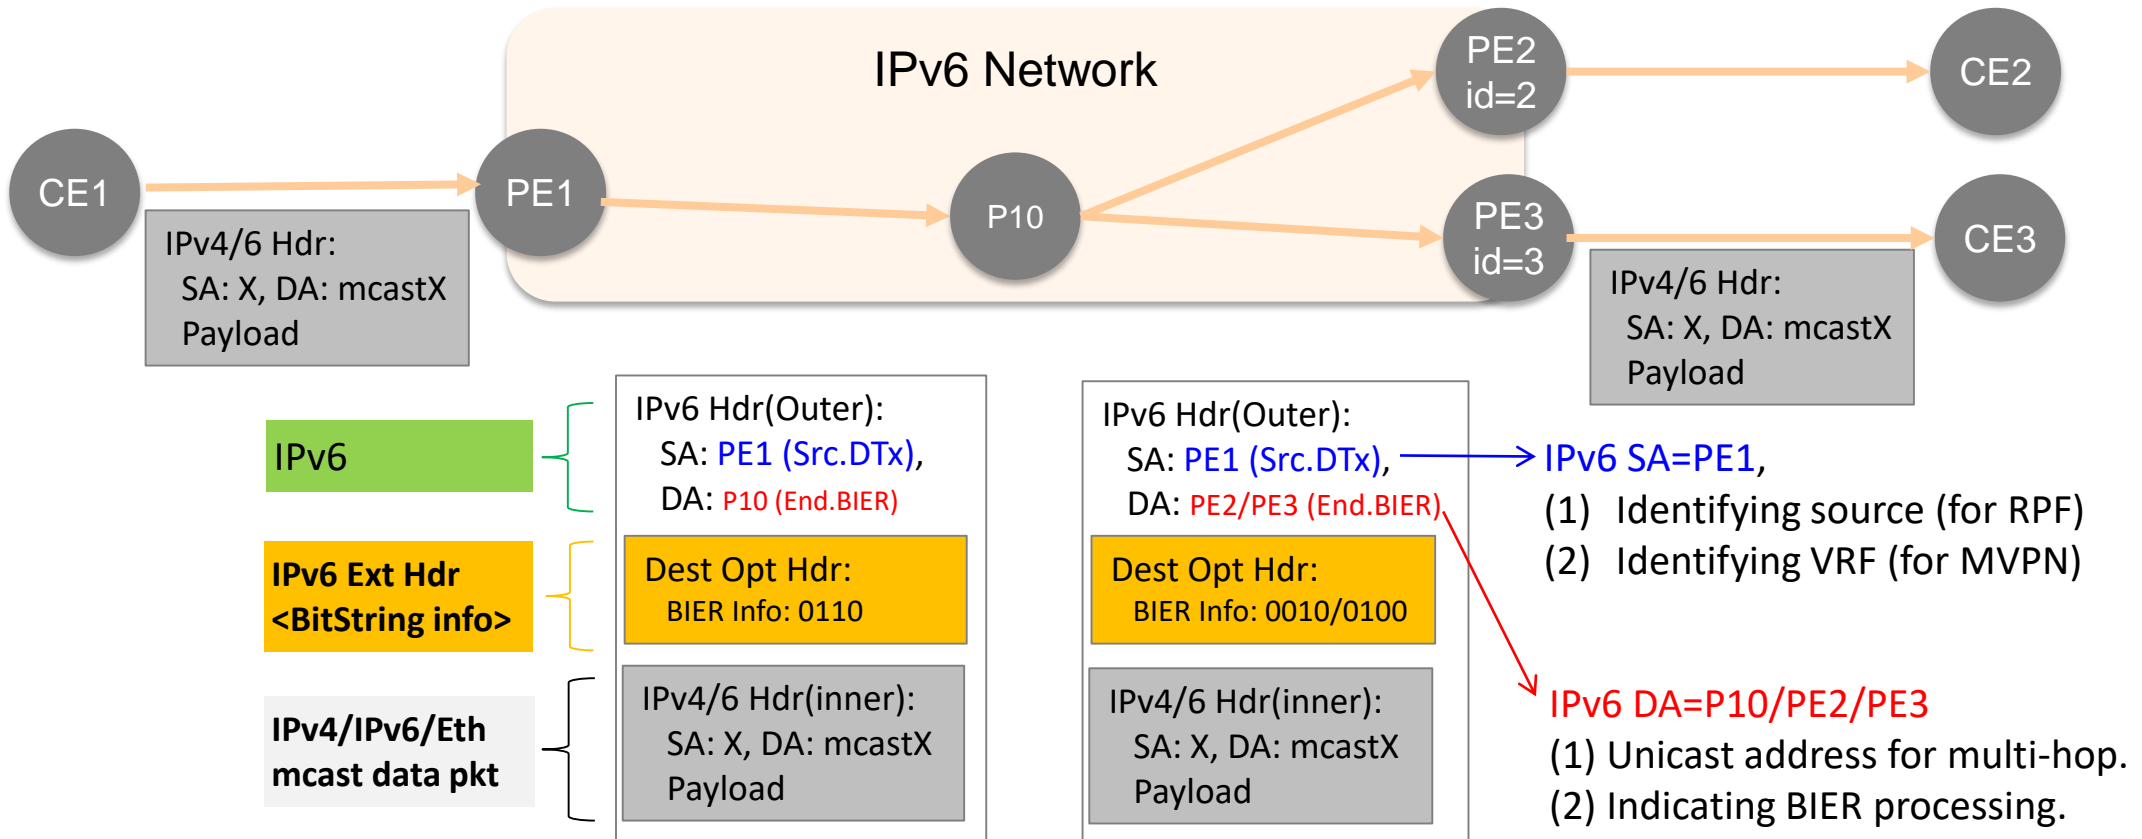 IPv6 Network
CE1
PE1
P10
PE2
id=2
PE3
id=3
CE2
CE3
IPv4/6 Hdr:
SA: X, DA: mcastX
Payload
IPv4/6 Hdr:
SA: X, DA: mcastX
Payload
IPv6
IPv6 Ext Hdr
<BitString info>
IPv4/IPv6/Eth
mcast data pkt
IPv6 Hdr(Outer):
SA: PE1 (Src.DTx),
DA: P10 (End.BIER)
Dest Opt Hdr:
BIER Info: 0110
IPv4/6 Hdr(inner):
SA: X, DA: mcastX
Payload
IPv6 Hdr(Outer):
SA: PE1 (Src.DTx),
DA: PE2/PE3 (End.BIER)
Dest Opt Hdr:
BIER Info: 0010/0100
IPv4/6 Hdr(inner):
SA: X, DA: mcastX
Payload
IPv6 SA=PE1,
(1) Identifying source (for RPF)
(2) Identifying VRF (for MVPN)
IPv6 DA=P10/PE2/PE3
(1) Unicast address for multi-hop.
(2) Indicating BIER processing.